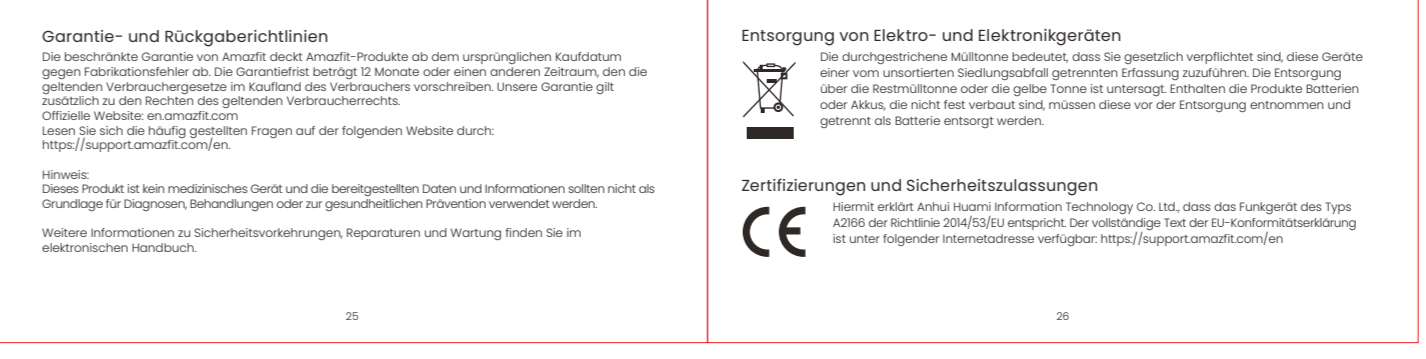 Garantie- und Rückgaberichtlinien
Die beschränkte Garantie von Amazfit deckt Amazfit-Produkte ab dem ursprünglichen Kaufdatum
gegen Fabrikationsfehler ab. Die Garantiefrist beträgt 12 Monate oder einen anderen Zeitraum, den die
geltenden Verbrauchergesetze im Kaufland des Verbrauchers vorschreiben. Unsere Garantie gilt
zusätzlich zu den Rechten des geltenden Verbraucherrechts.
Offizielle Website: en.amazfit.com
Lesen Sie sich die häufig gestellten Fragen auf der folgenden Website durch:
https://support.amazfit.com/en.
Hinweis:
Dieses Produkt ist kein medizinisches Gerät und die bereitgestellten Daten und Informationen sollten nicht als
Grundlage für Diagnosen, Behandlungen oder zur gesundheitlichen Prävention verwendet werden.
Weitere Informationen zu Sicherheitsvorkehrungen, Reparaturen und Wartung finden Sie im
elektronischen Handbuch.
25
Entsorgung von Elektro- und Elektronikgeräten
Die durchgestrichene Mülltonne bedeutet, dass Sie gesetzlich verpflichtet sind, diese Geräte
einer vom unsortierten Siedlungsabfall getrennten Erfassung zuzuführen. Die Entsorgung
über die Restmülltonne oder die gelbe Tonne ist untersagt. Enthalten die Produkte Batterien
oder Akkus, die nicht fest verbaut sind, müssen diese vor der Entsorgung entnommen und
getrennt als Batterie entsorgt werden.
Zertifizierungen und Sicherheitszulassungen
CE
Hiermit erklärt Anhui Huami Information Technology Co. Ltd., dass das Funkgerät des Typs
A2166 der Richtlinie 2014/53/EU entspricht. Der vollständige Text der EU-Konformitätserklärung
ist unter folgender Internetadresse verfügbar: https://support.amazfit.com/en
26